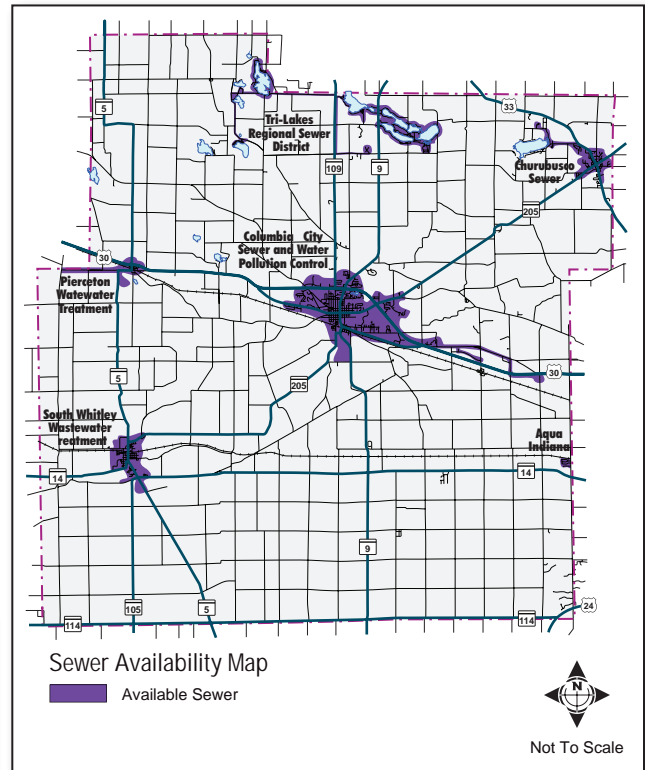 5
33
Tri-Lakes
Regional Sewer
District
Churubusco
Sewer
109
9
205
Columbia City
Sewer and Water
Pollution Control
30
Pierceton
Watewater
Treatment
5
205
30
South Whitley
Wastewater
reatment
Aqua
Indiana
14
14
9
105
5
24
114
114
Sewer Availability Map
Available Sewer
N
Not To Scale